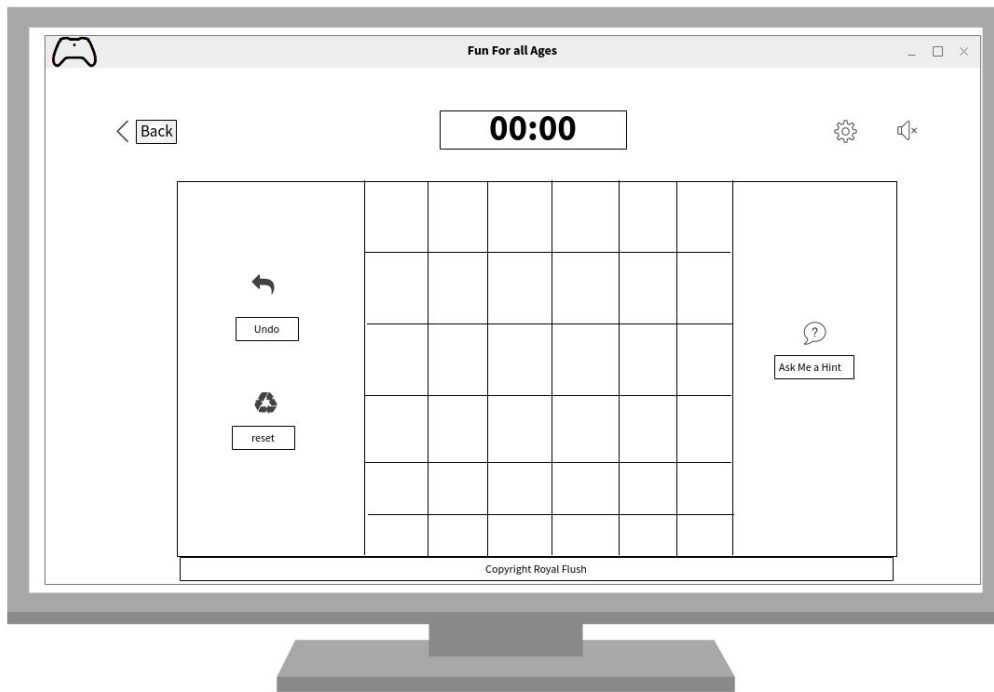 Fun For all Ages
Back
00:00
Undo
reset
?
Ask Me a Hint
Copyright Royal Flush